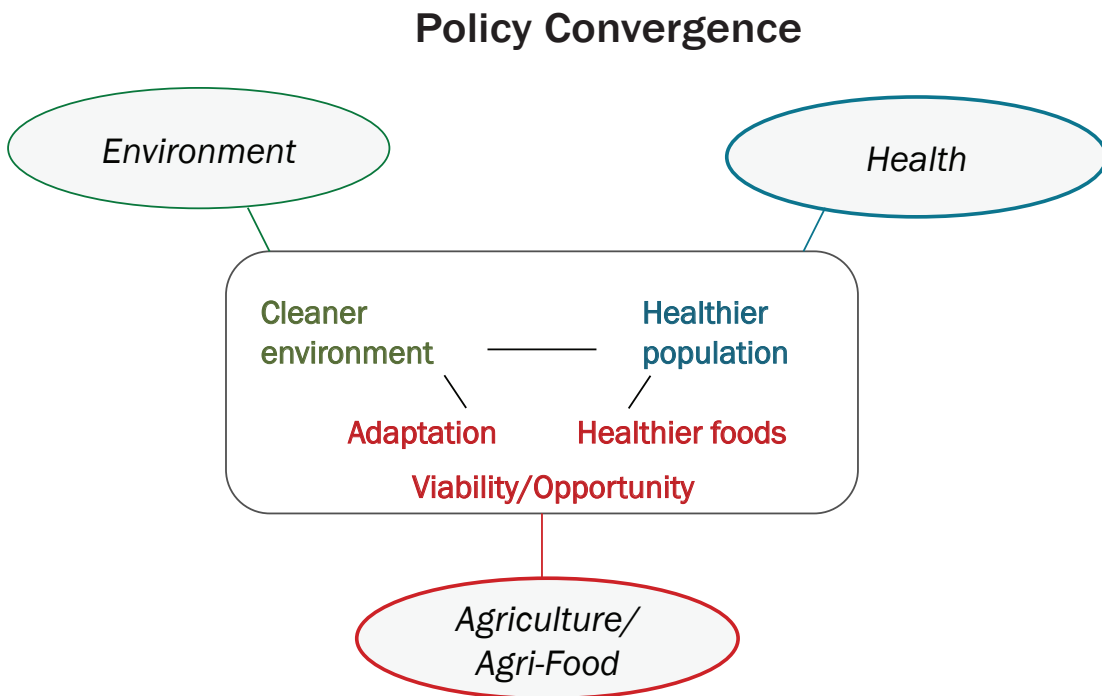 Policy Convergence
Environment
Health
Cleaner
environment
Healthier
population
Adaptation
Healthier foods
Viability/Opportunity
Agriculture/
Agri-Food